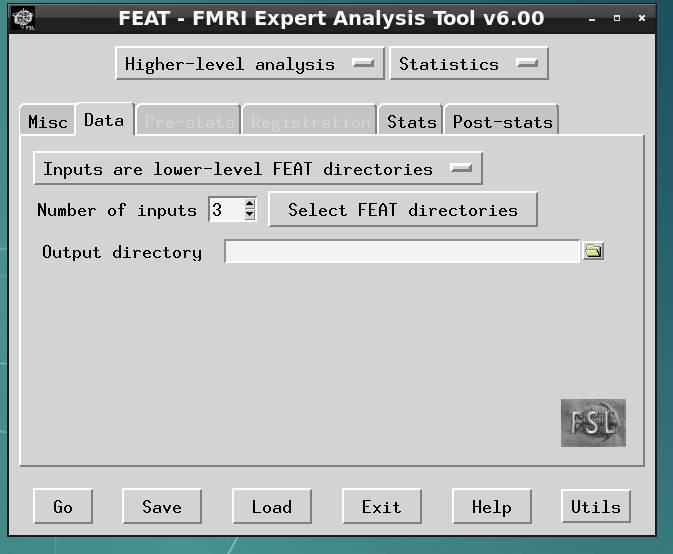 FEAT - FMRI Expert Analysis Tool v6.00
Higher-level analysis Statistics
Misc Data Pre-stats Registration Stats Post-stats
Inputs are lower-level FEAT directories
Number of inputs 3 Select FEAT directories
Output directory
FSL
Go Save Load Exit Help Utils